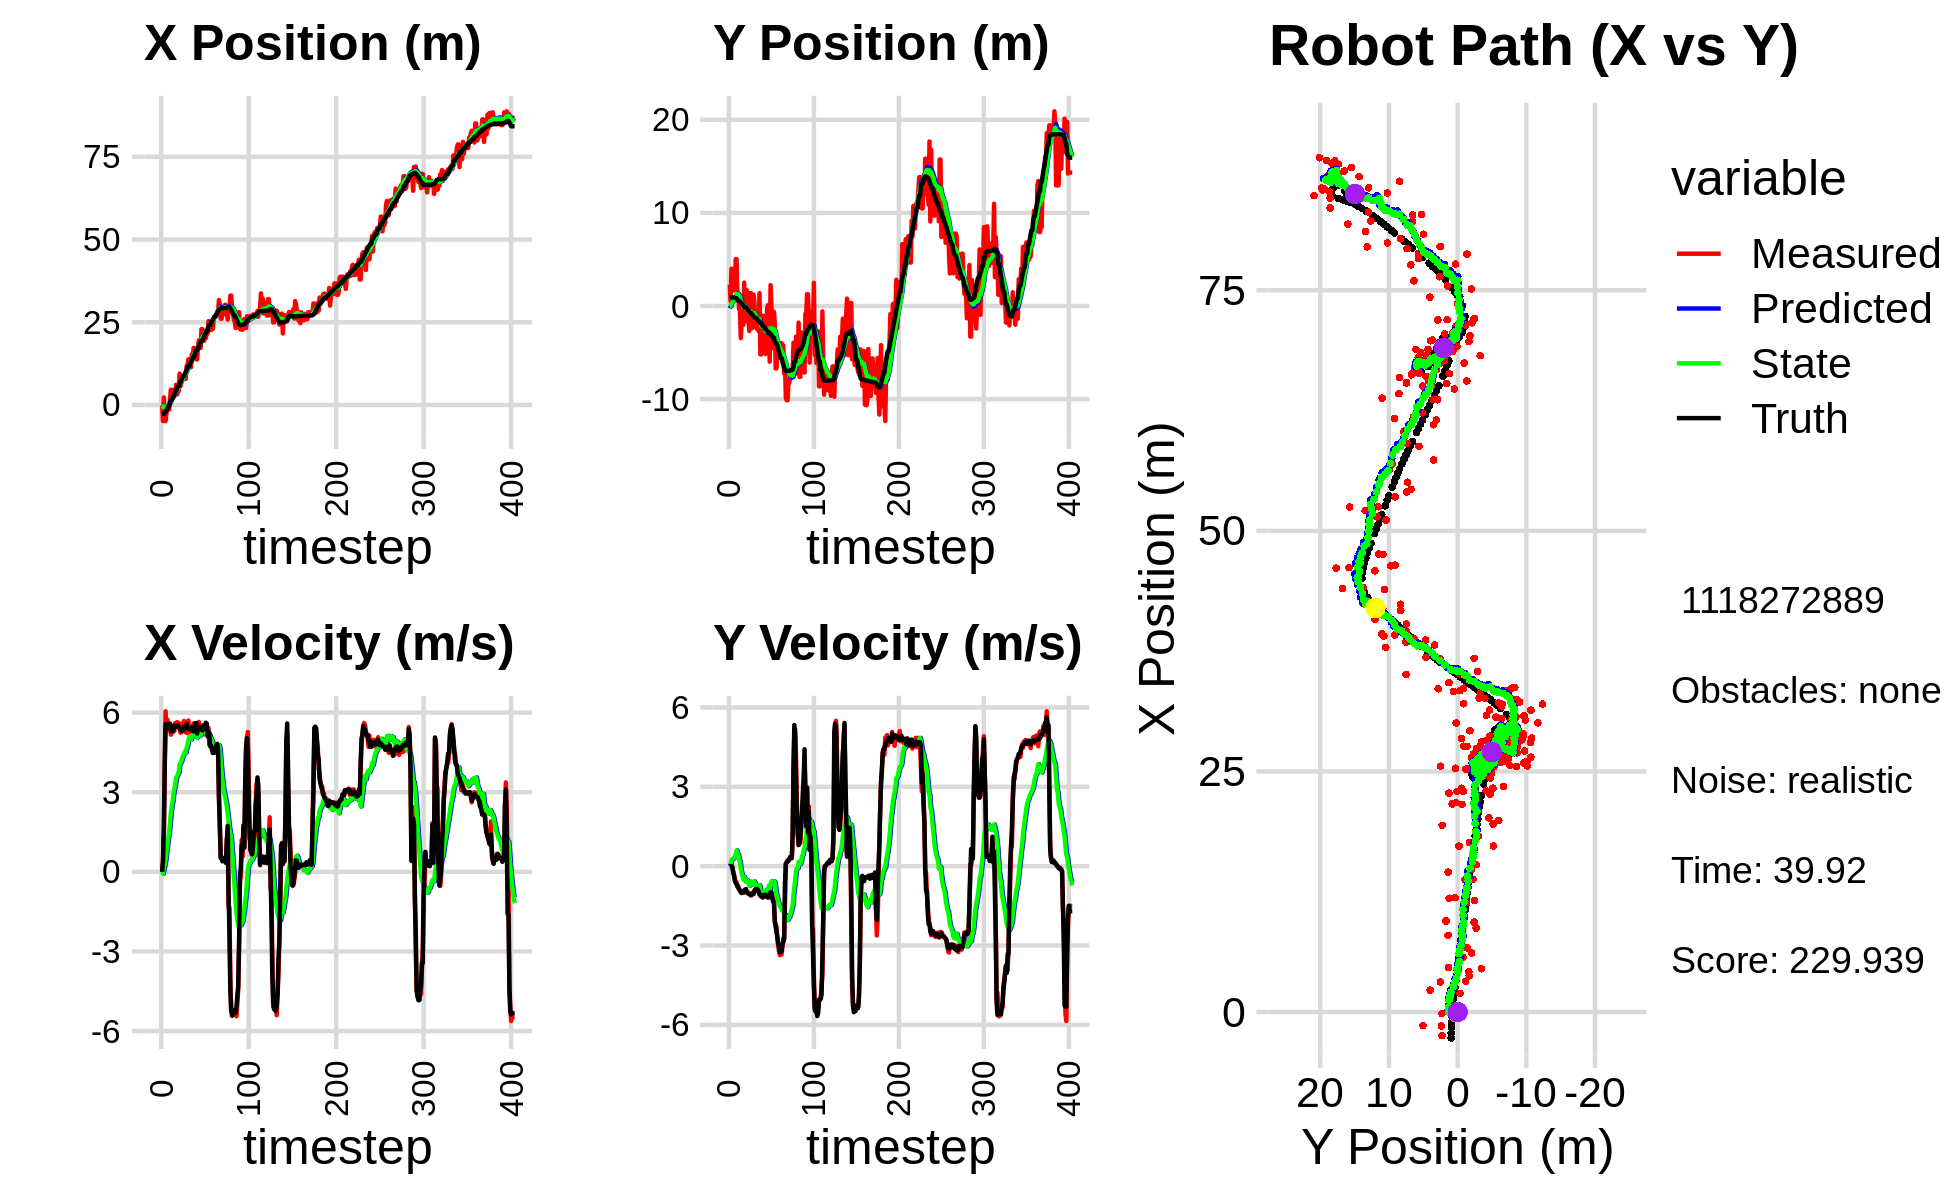 X Position (m)
75
50
25
0
0
100
200
300
400
timestep
Y Position (m)
20
10
0
-10
0
100
200
300
400
timestep
X Velocity (m/s)
6
3
0
-3
-6
0
100
200
300
400
timestep
Y Velocity (m/s)
6
3
0
-3
-6
0
100
200
300
400
timestep
Robot Path (X vs Y)
X Position (m)
75
50
25
0
20
10
0
-10
-20
Y Position (m)
variable
Measured
Predicted
State
Truth
1118272889
Obstacles: none
Noise: realistic
Time: 39.92
Score: 229.939